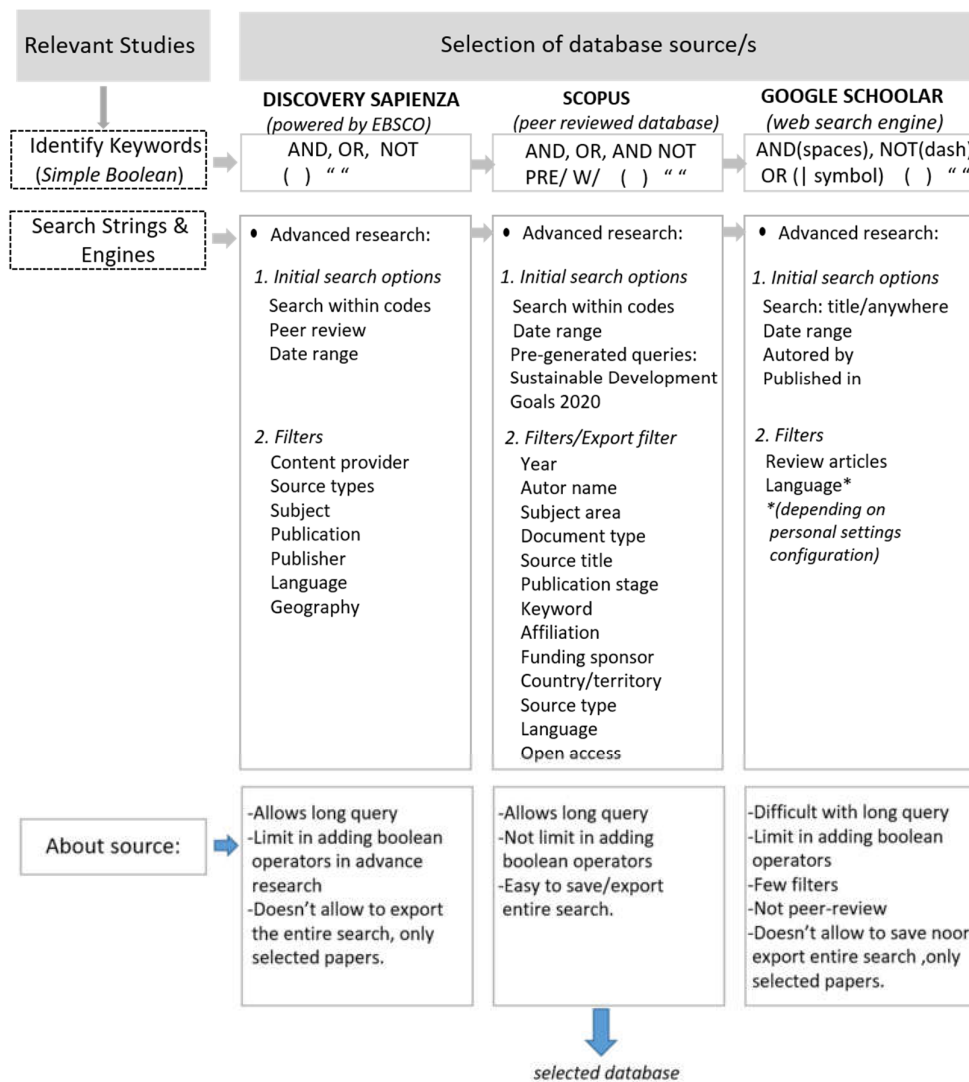 Relevant Studies
Selection of database source/s
DISCOVERY SAPIENZA
(powered by EBSCO)
SCOPUS
(peer reviewed database)
GOOGLE SCHOOLAR
(web search engine)
Identify Keywords
(Simple Boolean)
AND, OR, NOT
( ) “ “
AND, OR, AND NOT
PRE/ W/ ( ) “ “
AND(spaces), NOT(dash)
OR (| symbol) ( ) “ “
Search Strings &
Engines
• Advanced research:
1. Initial search options
Search within codes
Peer review
Date range
2. Filters
Content provider
Source types
Subject
Publication
Publisher
Language
Geography
• Advanced research:
1. Initial search options
Search within codes
Date range
Pre-generated queries:
Sustainable Development
Goals 2020
2. Filters/Export filter
Year
Autor name
Subject area
Document type
Source title
Publication stage
Keyword
Affiliation
Funding sponsor
Country/territory
Source type
Language
Open access
• Advanced research:
1. Initial search options
Search: title/anywhere
Date range
Autored by
Published in
2. Filters
Review articles
Language*
*(depending on
personal settings
configuration)
About source:
-Allows long query
-Limit in adding boolean
operators in advance
research
-Doesn’t allow to export
the entire search, only
selected papers.
-Allows long query
-Not limit in adding
boolean operators
-Easy to save/export
entire search.
-Difficult with long query
-Limit in adding boolean
operators
-Few filters
-Not peer-review
-Doesn’t allow to save noor
export entire search ,only
selected papers.
selected database